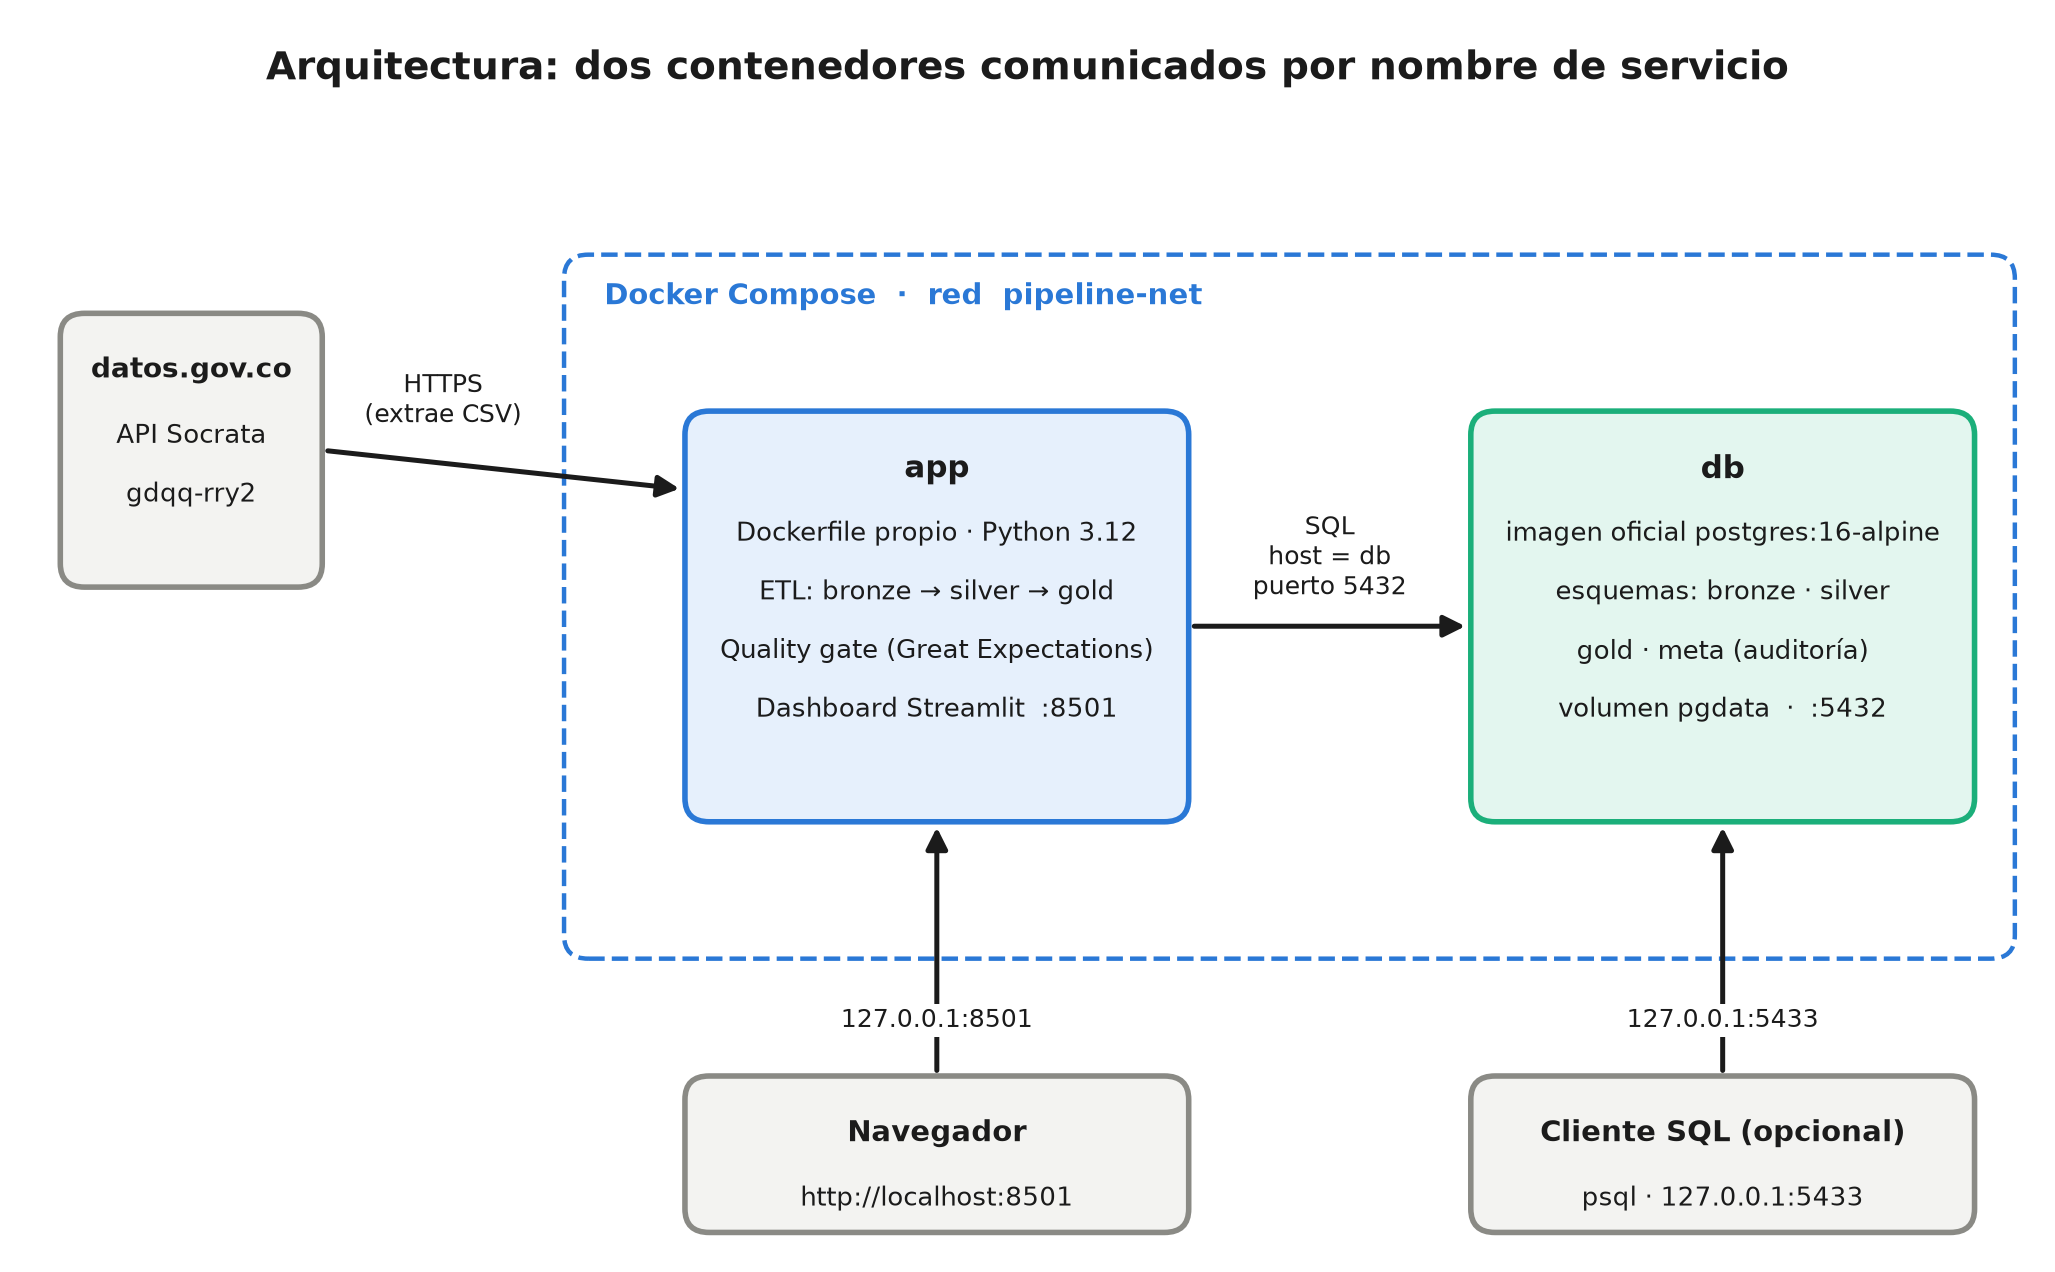 Arquitectura: dos contenedores comunicados por nombre de servicio
Docker Compose · red pipeline-net
datos.gov.co
API Socrata
gdqq-rry2
HTTPS
(extrae CSV)
app
Dockerfile propio · Python 3.12
ETL: bronze → silver → gold
Quality gate (Great Expectations)
Dashboard Streamlit :8501
SQL
host = db
puerto 5432
db
imagen oficial postgres:16-alpine
esquemas: bronze · silver
gold · meta (auditoría)
volumen pgdata · :5432
127.0.0.1:8501
127.0.0.1:5433
Navegador
http://localhost:8501
Cliente SQL (opcional)
psql · 127.0.0.1:5433